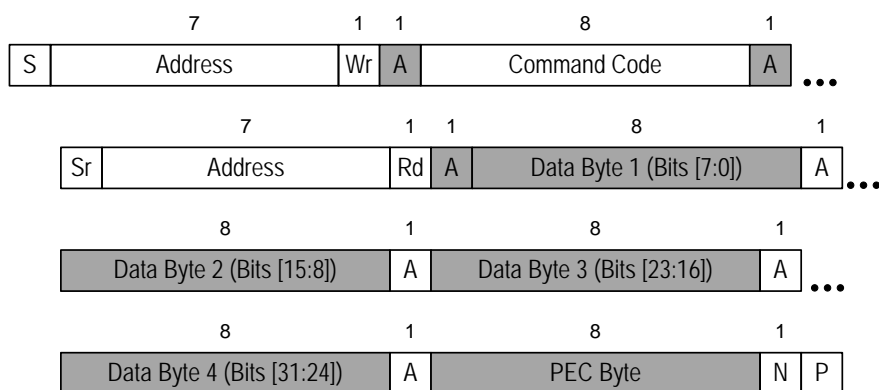 7 1 1 8 1
S Address Wr A Command Code A ...
7 1 1 8 1
Sr Address Rd A Data Byte 1 (Bits [7:0]) A ...
8 1 8 1
Data Byte 2 (Bits [15:8]) A Data Byte 3 (Bits [23:16]) A ...
8 1 8 1
Data Byte 4 (Bits [31:24]) A PEC Byte N P